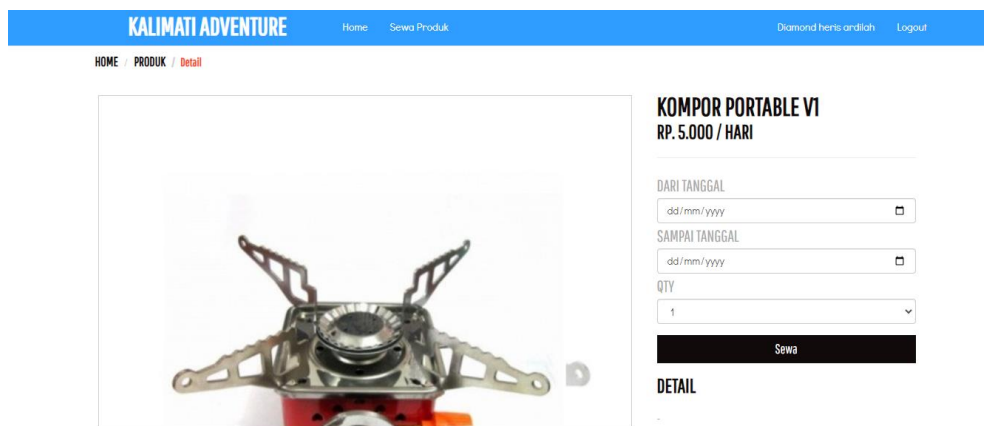 KALIMATI ADVENTURE Home Sewa Produk Diamond heris ardilah Logout
HOME / PRODUK / Detail
KOMPOR PORTABLE V1
RP. 5.000 / HARI
DARI TANGGAL
dd/mm/yyyy
SAMPAI TANGGAL
dd/mm/yyyy
QTY
1
Sewa
DETAIL
-